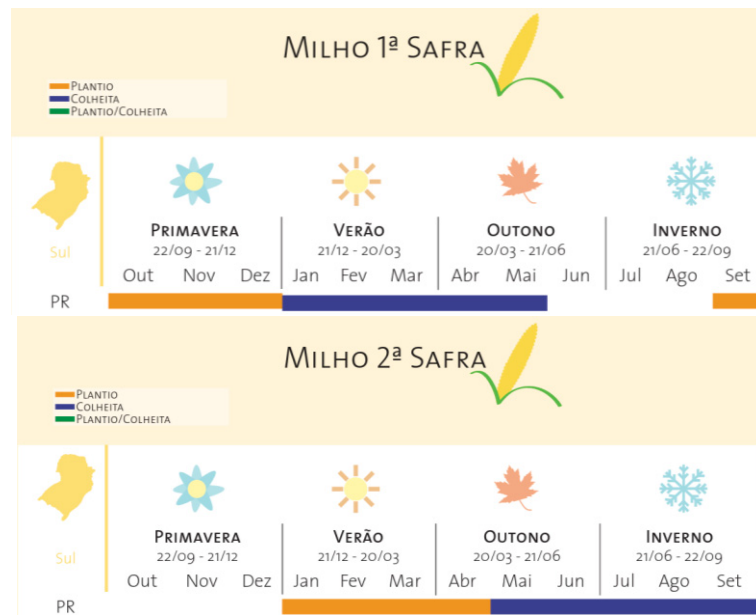 MILHO 1ª SAFRA
PLANTIO
COLHEITA
PLANTIO/COLHEITA
Sul
PRIMAVERA VERÃO OUTONO INVERNO
22/09 - 21/12 21/12 - 20/03 20/03 - 21/06 21/06 - 22/09
Out Nov Dez Jan Fev Mar Abr Mai Jun Jul Ago Set
PR
MILHO 2ª SAFRA
PLANTIO
COLHEITA
PLANTIO/COLHEITA
Sul
PRIMAVERA VERÃO OUTONO INVERNO
22/09 - 21/12 21/12 - 20/03 20/03 - 21/06 21/06 - 22/09
Out Nov Dez Jan Fev Mar Abr Mai Jun Jul Ago Set
PR